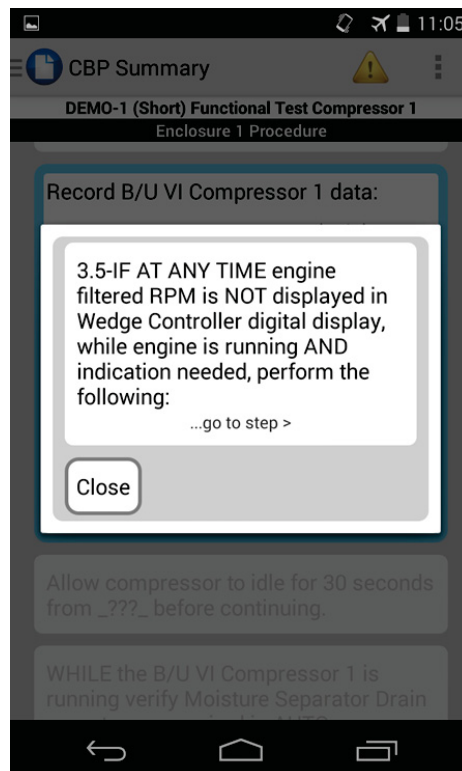 11:05
CBP Summary
DEMO-1 (Short) Functional Test Compressor 1
Enclosure 1 Procedure
Record B/U VI Compressor 1 data:
3.5-IF AT ANY TIME engine
filtered RPM is NOT displayed in
Wedge Controller digital display,
while engine is running AND
indication needed, perform the
following:
...go to step >
Close
Allow compressor to idle for 30 seconds
from _???_ before continuing.
WHILE the B/U VI Compressor 1 is
running verify Moisture Separator Drain